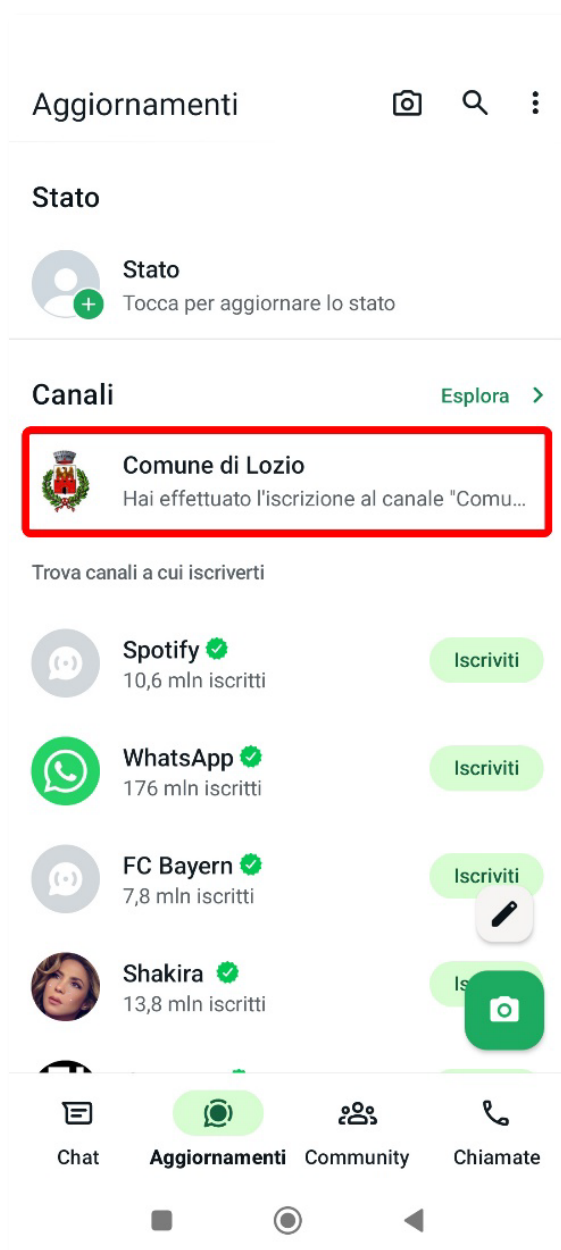 Aggiornamenti
Stato
Stato
Tocca per aggiornare lo stato
Canali
Esplora
Comune di Lozio
Hai effettuato l'iscrizione al canale "Comu...
Trova canali a cui iscriverti
Spotify
Iscriviti
10,6 mln iscritti
WhatsApp
Iscriviti
176 mln iscritti
FC Bayern
Iscriviti
7,8 mln iscritti
Shakira
13,8 mln iscritti
Chat
Aggiornamenti
Community
Chiamate